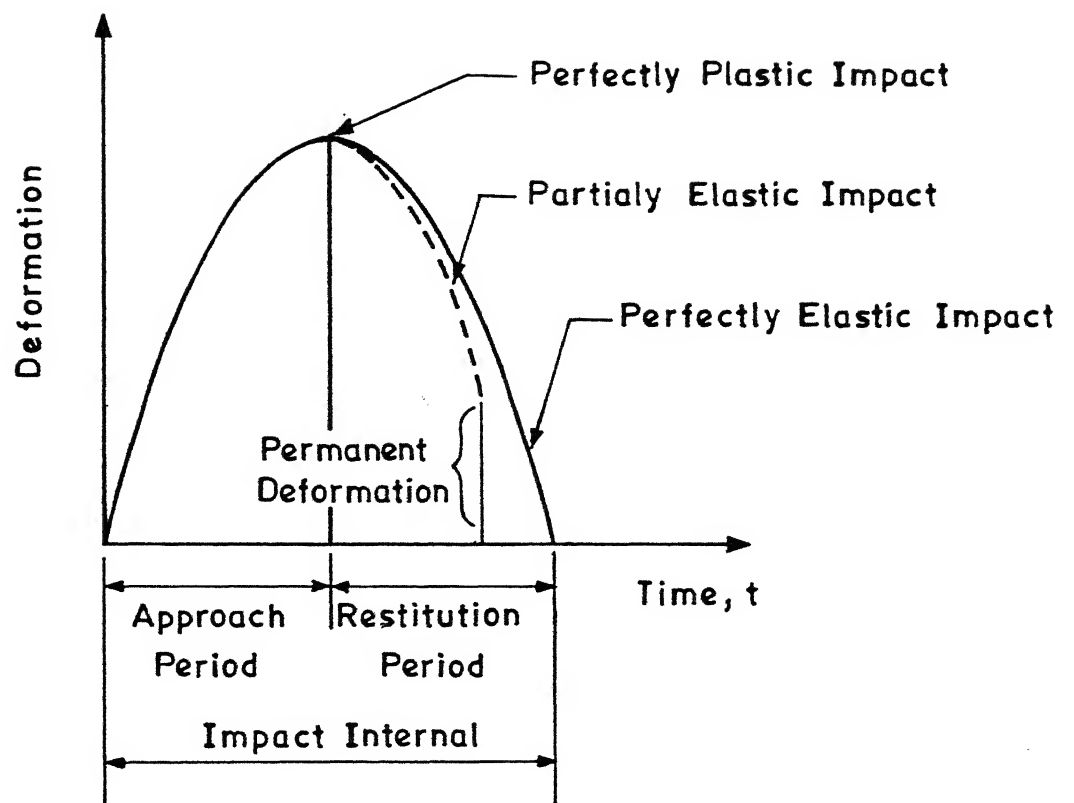 Perfectly Plastic Impact
Partialy Elastic Impact
Perfectly Elastic Impact
Deformation
Permanent
Deformation
Time, t
Approach
Period
Restitution
Period
Impact Internal